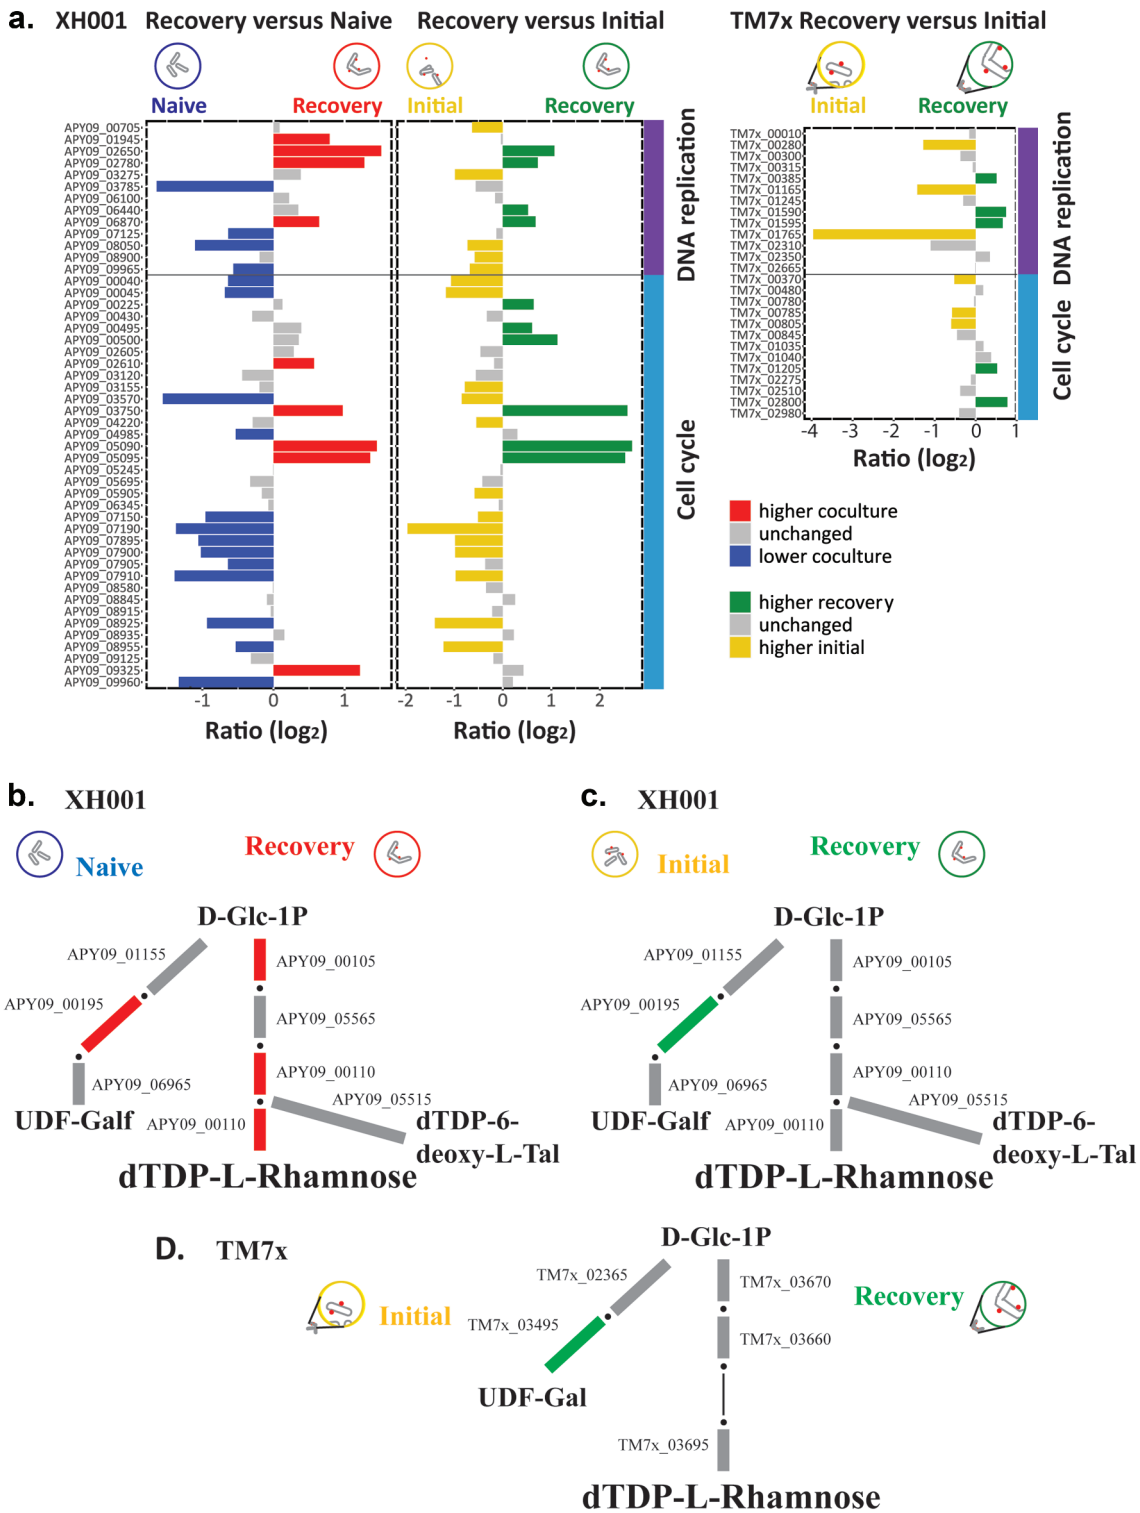 a. XH001 Recovery versus Naive Recovery versus Initial TM7x Recovery versus Initial
Naive Recovery Initial Recovery Initial Recovery
APY09_00705
APY09_01945
APY09_02650
APY09_02780
APY09_03275
APY09_03785
APY09_06100
APY09_06440
APY09_06870
APY09_07125
APY09_08050
APY09_08900
APY09_09965
APY09_00040
APY09_00045
APY09_00225
APY09_00430
APY09_00495
APY09_00500
APY09_02605
APY09_02610
APY09_03120
APY09_03155
APY09_03570
APY09_03750
APY09_04220
APY09_04985
APY09_05090
APY09_05095
APY09_05245
APY09_05695
APY09_05905
APY09_06345
APY09_07150
APY09_07190
APY09_07895
APY09_07900
APY09_07905
APY09_07910
APY09_08580
APY09_08845
APY09_08915
APY09_08925
APY09_08935
APY09_08955
APY09_09125
APY09_09325
APY09_09960
-1 0 1
Ratio (log2)
-2 -1 0 1 2
Ratio (log2)
DNA replication
Cell cycle
TM7x_00010
TM7x_00280
TM7x_00300
TM7x_00315
TM7x_00385
TM7x_01165
TM7x_01245
TM7x_01590
TM7x_01595
TM7x_01765
TM7x_02310
TM7x_02350
TM7x_02665
TM7x_00370
TM7x_00480
TM7x_00780
TM7x_00785
TM7x_00805
TM7x_00845
TM7x_01035
TM7x_01040
TM7x_01205
TM7x_02275
TM7x_02510
TM7x_02800
TM7x_02980
-4 -3 -2 -1 0 1
Ratio (log2)
DNA replication
Cell cycle
higher coculture
unchanged
lower coculture
higher recovery
unchanged
higher initial
b. XH001
Naive
Recovery
D-Glc-1P
APY09_01155
APY09_00105
APY09_00195
APY09_05565
APY09_06965
APY09_00110
APY09_05515
UDF-Galf
APY09_00110
dTDP-6-
deoxy-L-Tal
dTDP-L-Rhamnose
c. XH001
Initial
Recovery
D-Glc-1P
APY09_01155
APY09_00105
APY09_00195
APY09_05565
APY09_06965
APY09_00110
APY09_05515
UDF-Galf
APY09_00110
dTDP-6-
deoxy-L-Tal
dTDP-L-Rhamnose
D. TM7x
Initial
Recovery
D-Glc-1P
TM7x_02365
TM7x_03670
TM7x_03495
TM7x_03660
UDF-Gal
TM7x_03695
dTDP-L-Rhamnose